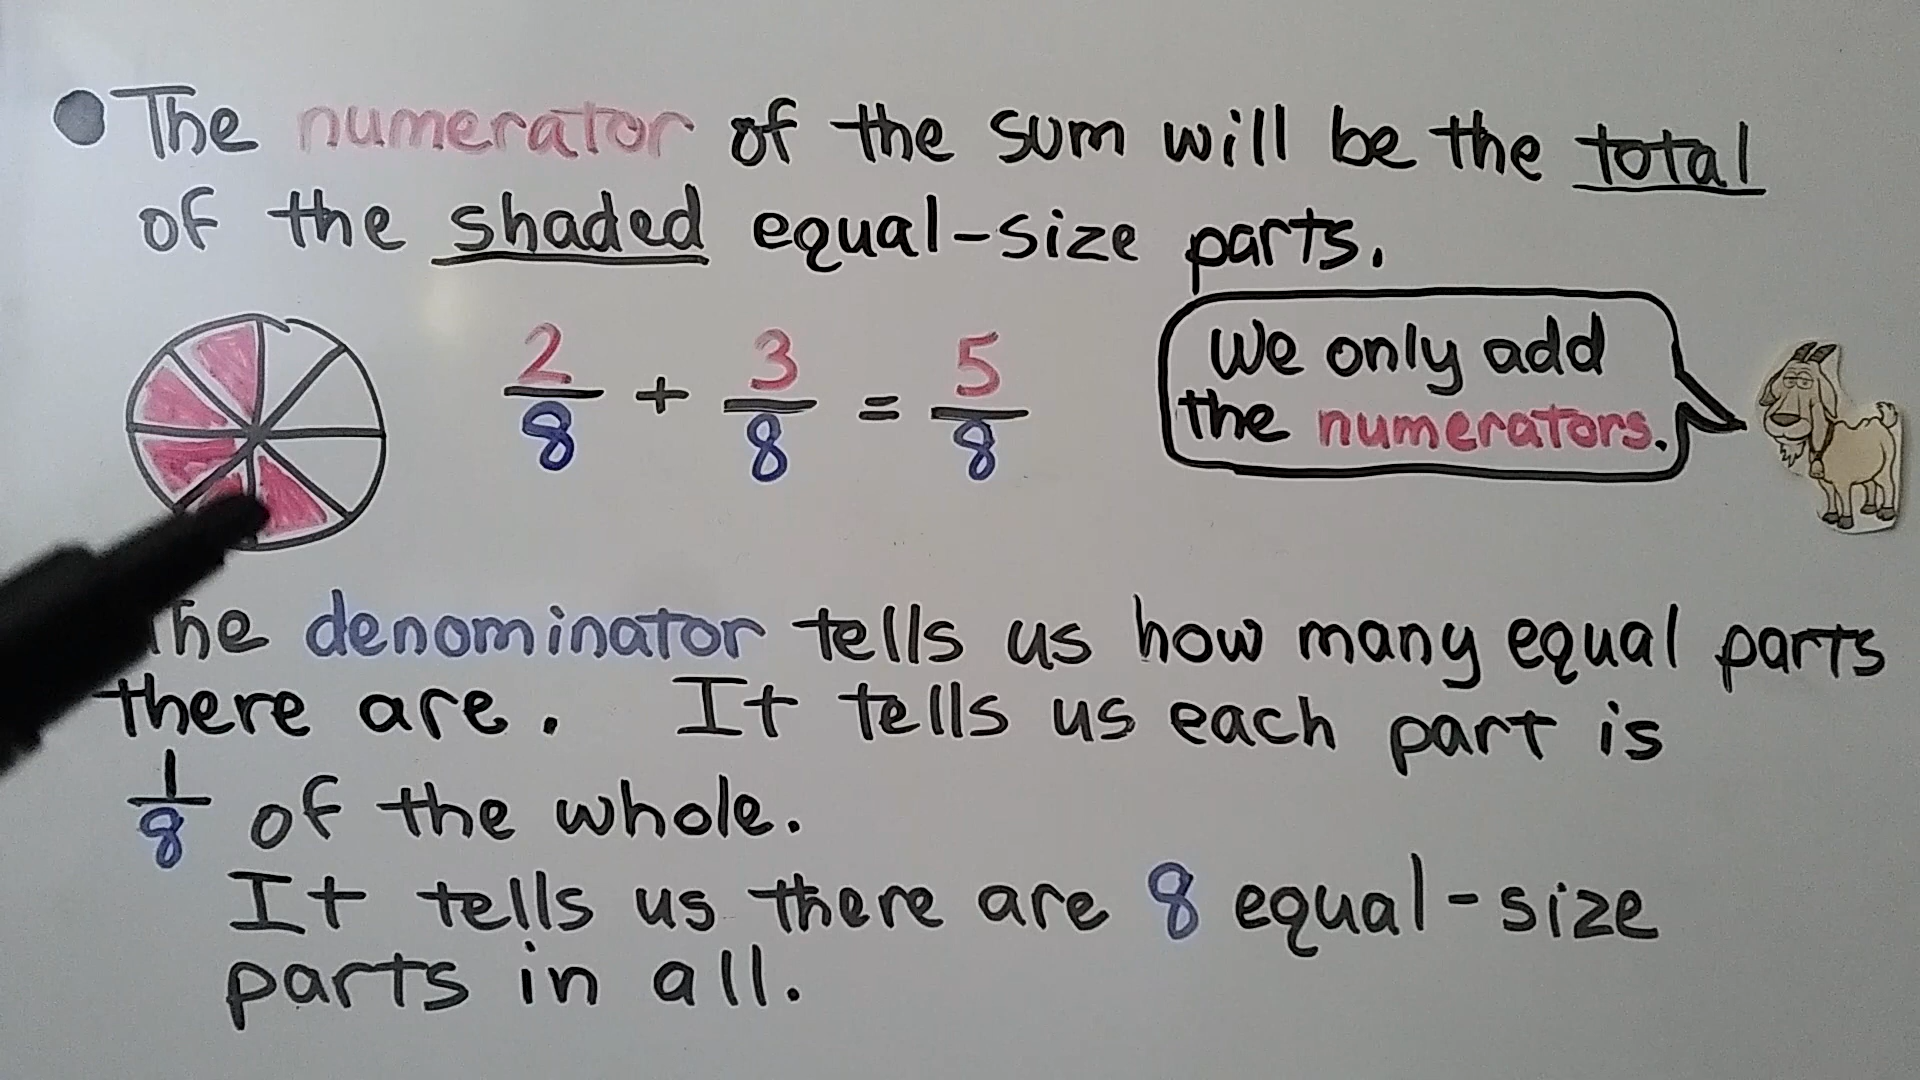 The numerator of the sum will be the total
of the shaded equal-size parts.
2/8 + 3/8 = 5/8
We only add
the numerators.
The denominator tells us how many equal parts
there are. It tells us each part is
1/8 of the whole.
It tells us there are 8 equal-size
parts in all.